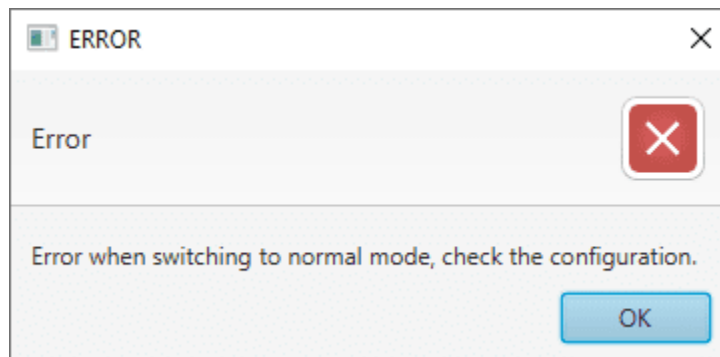 ERROR
Error
Error when switching to normal mode, check the configuration.
OK